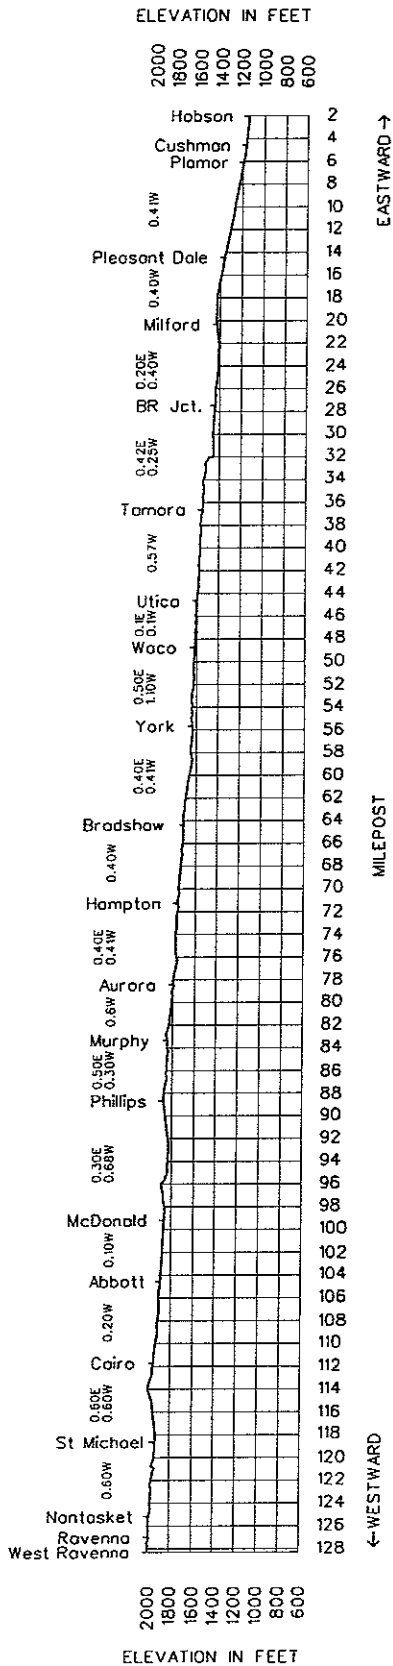 ELEVATION IN FEET
2000 1800 1600 1400 1200 1000 800 600
Hobson 2
4
Cushman
Plamor 6
8
0.41W 10
12
Pleasant Dale 14
0.40W 16
18
Milford 20
22
0.20E 0.40W 24
26
BR Jct. 28
30
0.42E 0.25W 32
34
Tamora 36
38
0.57W 40
42
Utica 44
0.1E 0.1W 46
Waco 48
50
0.50E 1.10W 52
54
York 56
58
0.40E 0.41W 60
62
Bradshaw 64
66
0.40W 68
70
Hampton 72
74
0.40E 0.41W 76
Aurora 78
0.6W 80
82
Murphy 84
0.50E 0.30W 86
Phillips 88
90
92
0.30E 0.68W 94
96
98
McDonald 100
0.10W 102
Abbott 104
106
0.20W 108
110
Cairo 112
114
0.60E 0.60W 116
St Michael 118
120
0.60W 122
124
Nantasket 126
Ravenna
West Ravenna 128
EASTWARD →
MILEPOST
← WESTWARD
2000 1800 1600 1400 1200 1000 800 600
ELEVATION IN FEET